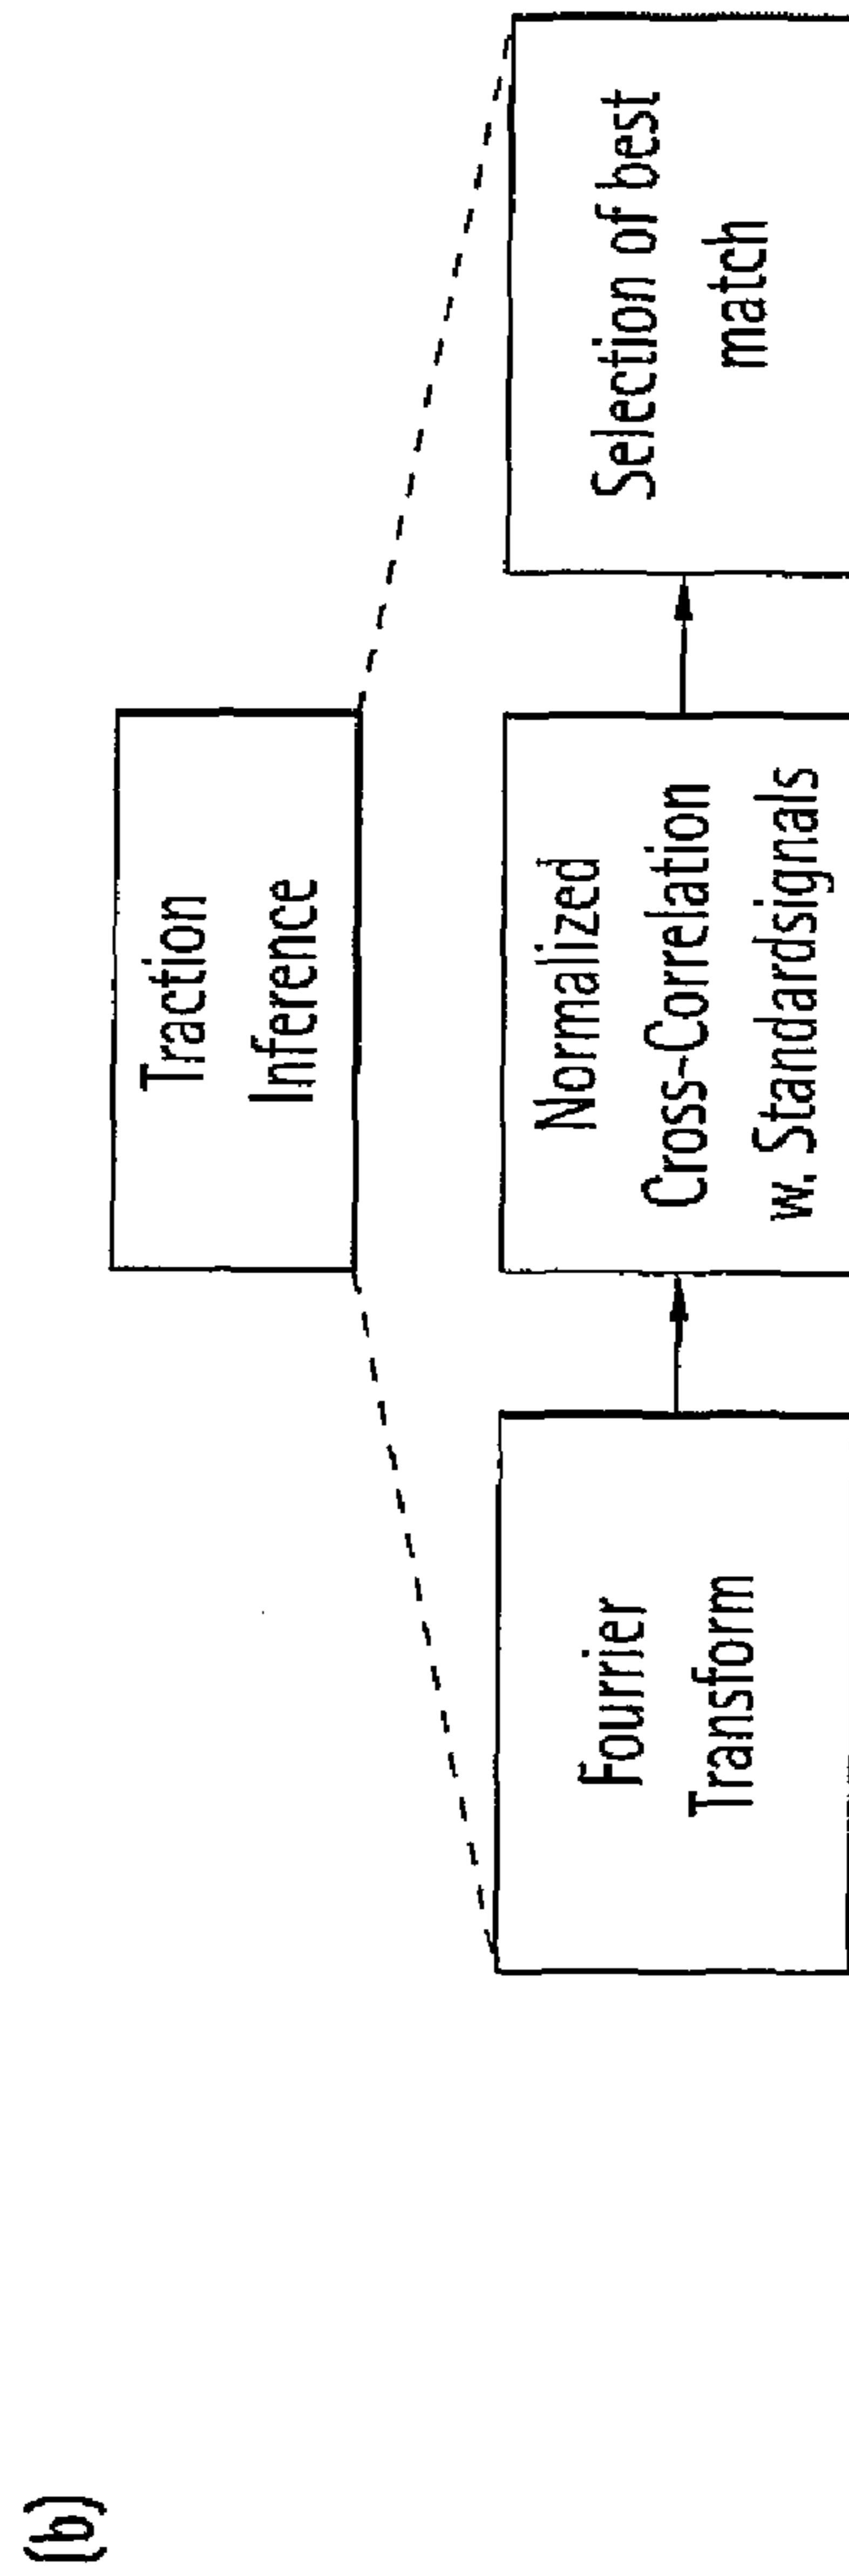 (b)
Traction
Inference
Fourrier
Transform
Normalized
Cross-Correlation
w. Standardsignals
Selection of best
match